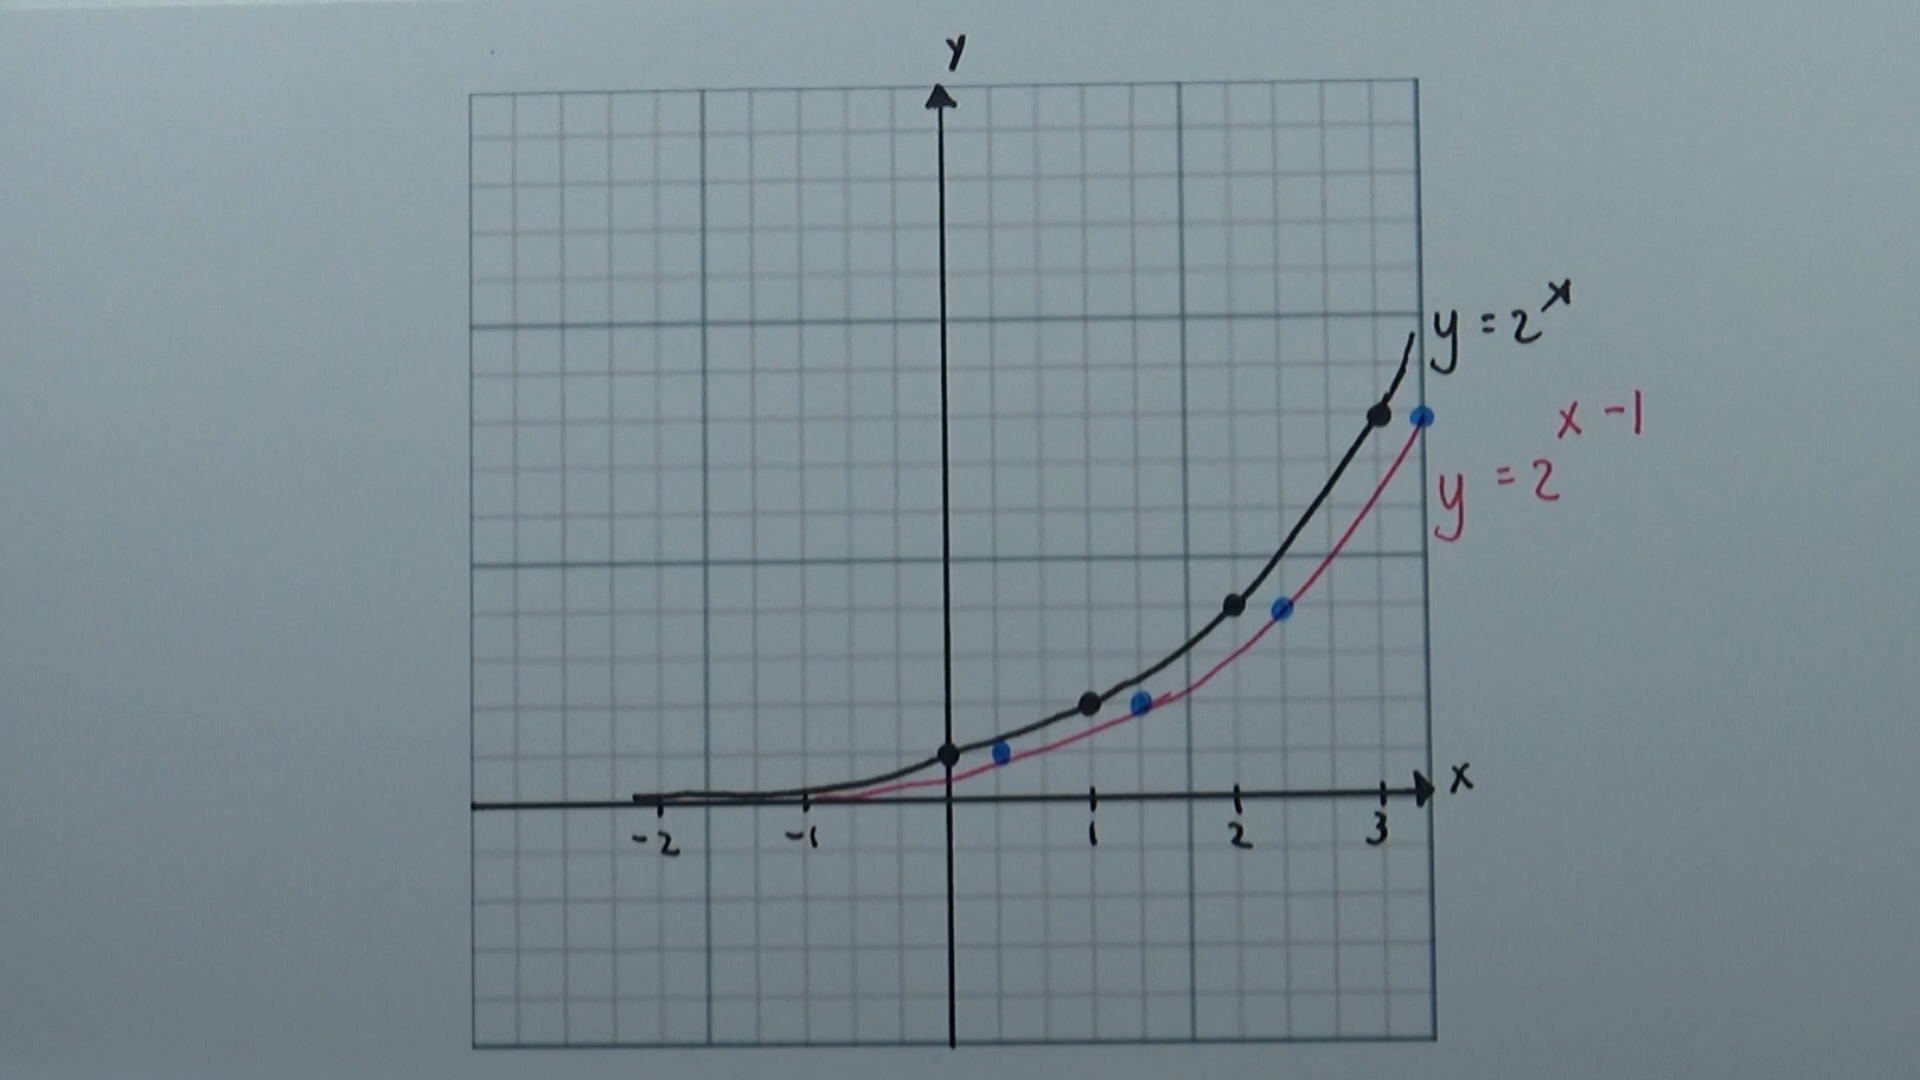 y
y = 2^x
y = 2^x-1
x
-2 -1 1 2 3